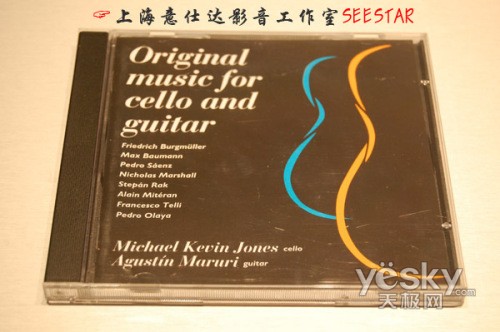 ☞上海意仕达影音工作室SEESTAR
Original
music for
cello and
guitar
Friedrich Burgmüller
Max Baumann
Pedro Sáenz
Nicholas Marshall
Stepán Rak
Alain Mitéran
Francesco Telli
Pedro Olaya
Michael Kevin Jones cello
Agustín Maruri guitar
yesky
天极网